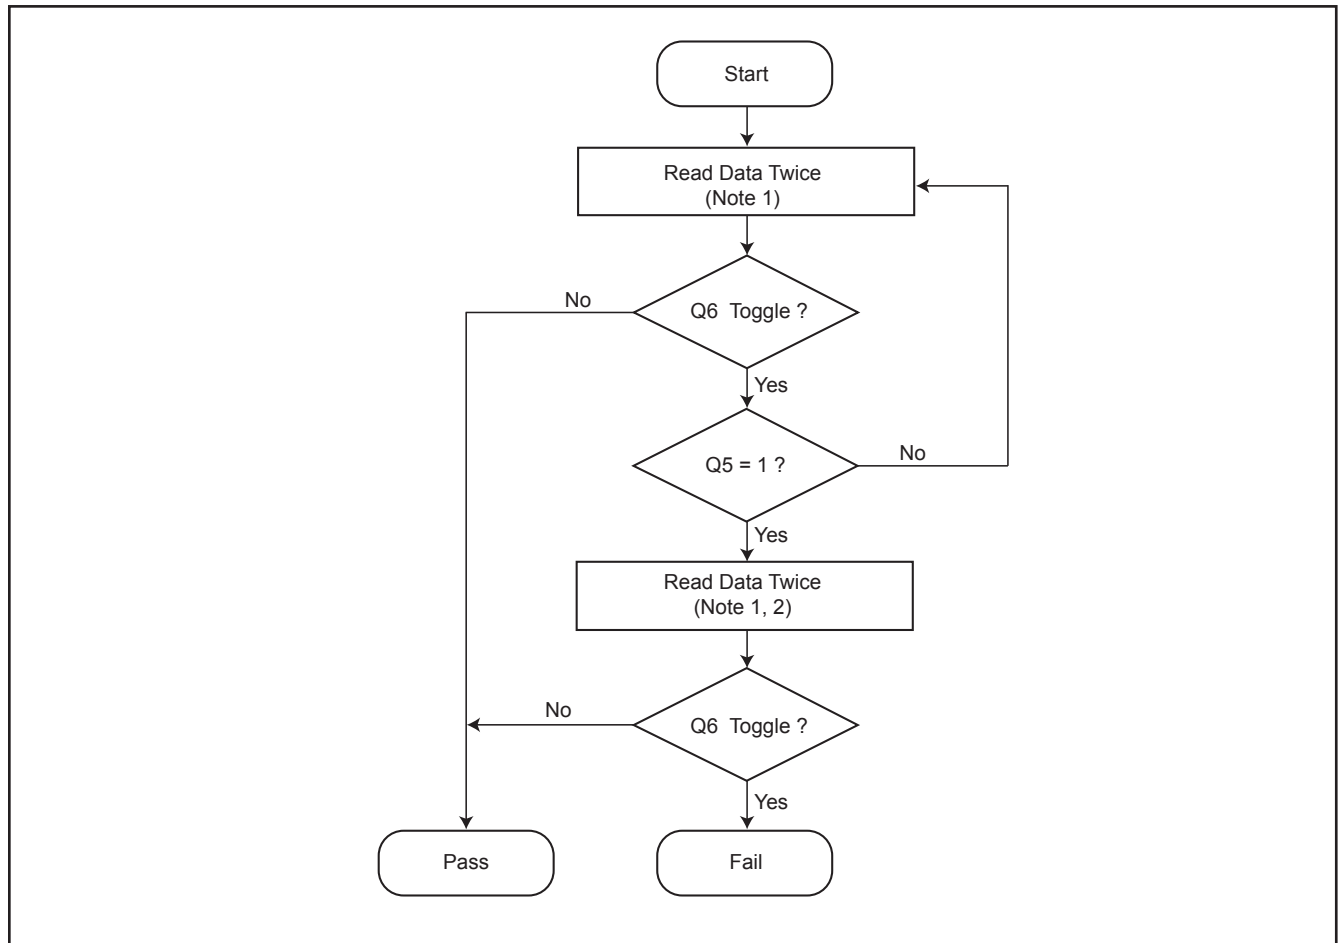 Start
Read Data Twice
(Note 1)
No
Q6 Toggle ?
Yes
Q5 = 1 ?
No
Yes
Read Data Twice
(Note 1, 2)
No
Q6 Toggle ?
Yes
Pass
Fail